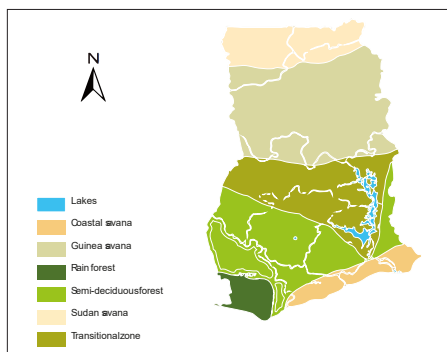 N
Lakes
Coastal savana
Guinea savana
Rain forest
Semi-deciduousforest
Sudan savana
Transitionalzone